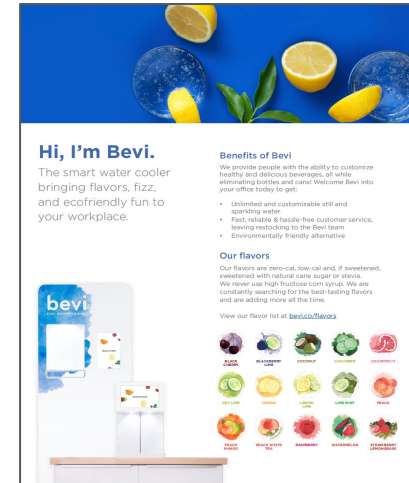 Hi, I'm Bevi.
The smart water cooler
bringing flavors, fizz,
and ecofriendly fun to
your workplace.
Benefits of Bevi
We provide people with the ability to customize
healthy and delicious beverages, all while
eliminating bottles and cans! Welcome Bevi into
your office today to get:
• Unlimited and customizable still and
sparkling water
• Fast, reliable & hassle-free customer service,
leaving restocking to the Bevi team
• Environmentally friendly alternative
Our flavors
Our flavors are zero-cal, low-cal and, if sweetened,
sweetened with natural cane sugar or stevia.
We never use high fructose corn syrup. We are
constantly searching for the best-tasting flavors
and are adding more all the time.
View our flavor list at bevi.co/flavors
bevi
BLACK
CHERRY
BLACKBERRY
LIME
COCONUT
CUCUMBER
GRAPEFRUIT
KEY LIME
LEMON
LEMON
LIME
LIME MINT
PEACH
PEACH
MANGO
PEACH WHITE
TEA
RASPBERRY
WATERMELON
STRAWBERRY
LEMONGRASS